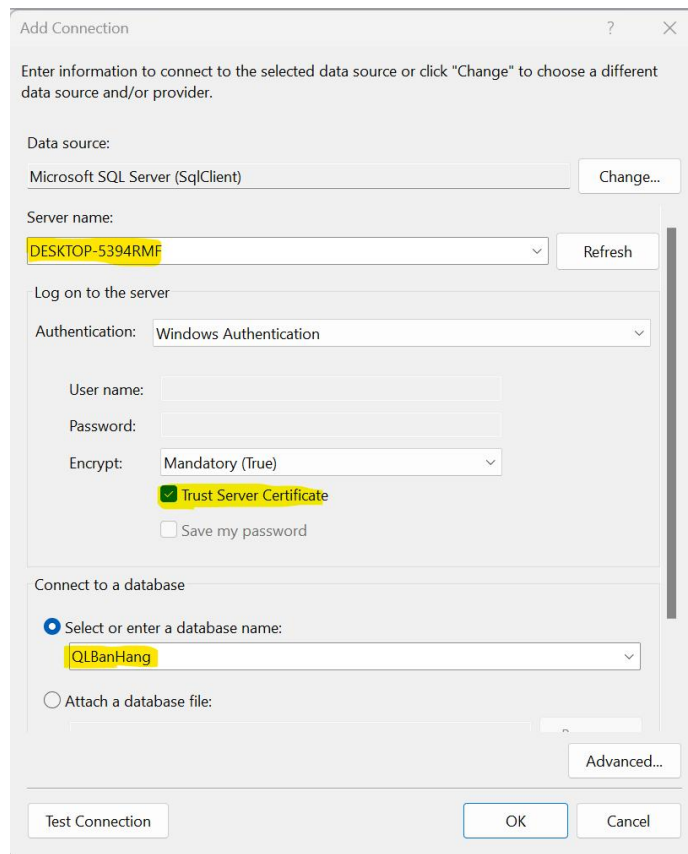 Add Connection ?
Enter information to connect to the selected data source or click "Change" to choose a different
data source and/or provider.
Data source:
Microsoft SQL Server (SqlClient)
Change...
Server name:
DESKTOP-5394RMF
Refresh
Log on to the server
Authentication: Windows Authentication
User name:
Password:
Encrypt: Mandatory (True)
Trust Server Certificate
Save my password
Connect to a database
Select or enter a database name:
QLBanHang
Attach a database file:
Advanced...
Test Connection OK Cancel